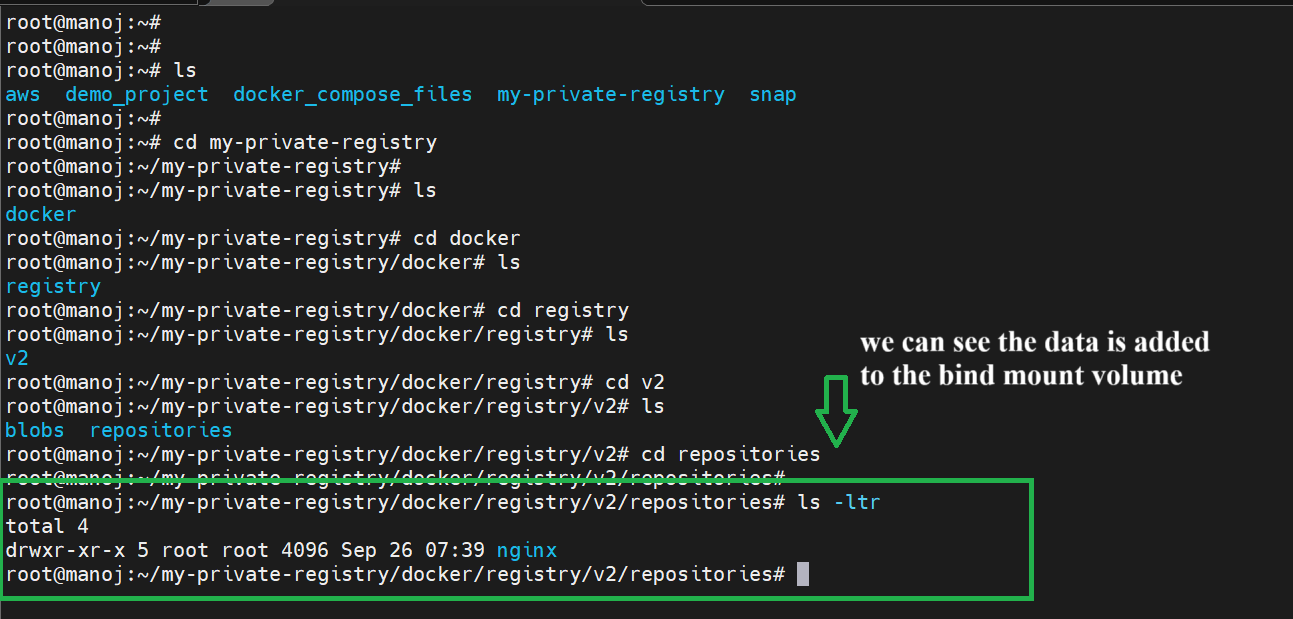 root@manoj:~#
root@manoj:~#
root@manoj:~# ls
aws  demo_project  docker_compose_files  my-private-registry  snap
root@manoj:~#
root@manoj:~# cd my-private-registry
root@manoj:~/my-private-registry#
root@manoj:~/my-private-registry# ls
docker
root@manoj:~/my-private-registry# cd docker
root@manoj:~/my-private-registry/docker# ls
registry
root@manoj:~/my-private-registry/docker# cd registry
root@manoj:~/my-private-registry/docker/registry# ls
v2
root@manoj:~/my-private-registry/docker/registry# cd v2
root@manoj:~/my-private-registry/docker/registry/v2# ls
blobs  repositories
root@manoj:~/my-private-registry/docker/registry/v2# cd repositories
root@manoj:~/my-private-registry/docker/registry/v2/repositories#
root@manoj:~/my-private-registry/docker/registry/v2/repositories# ls -ltr
total 4
drwxr-xr-x 5 root root 4096 Sep 26 07:39 nginx
root@manoj:~/my-private-registry/docker/registry/v2/repositories#
we can see the data is added
to the bind mount volume